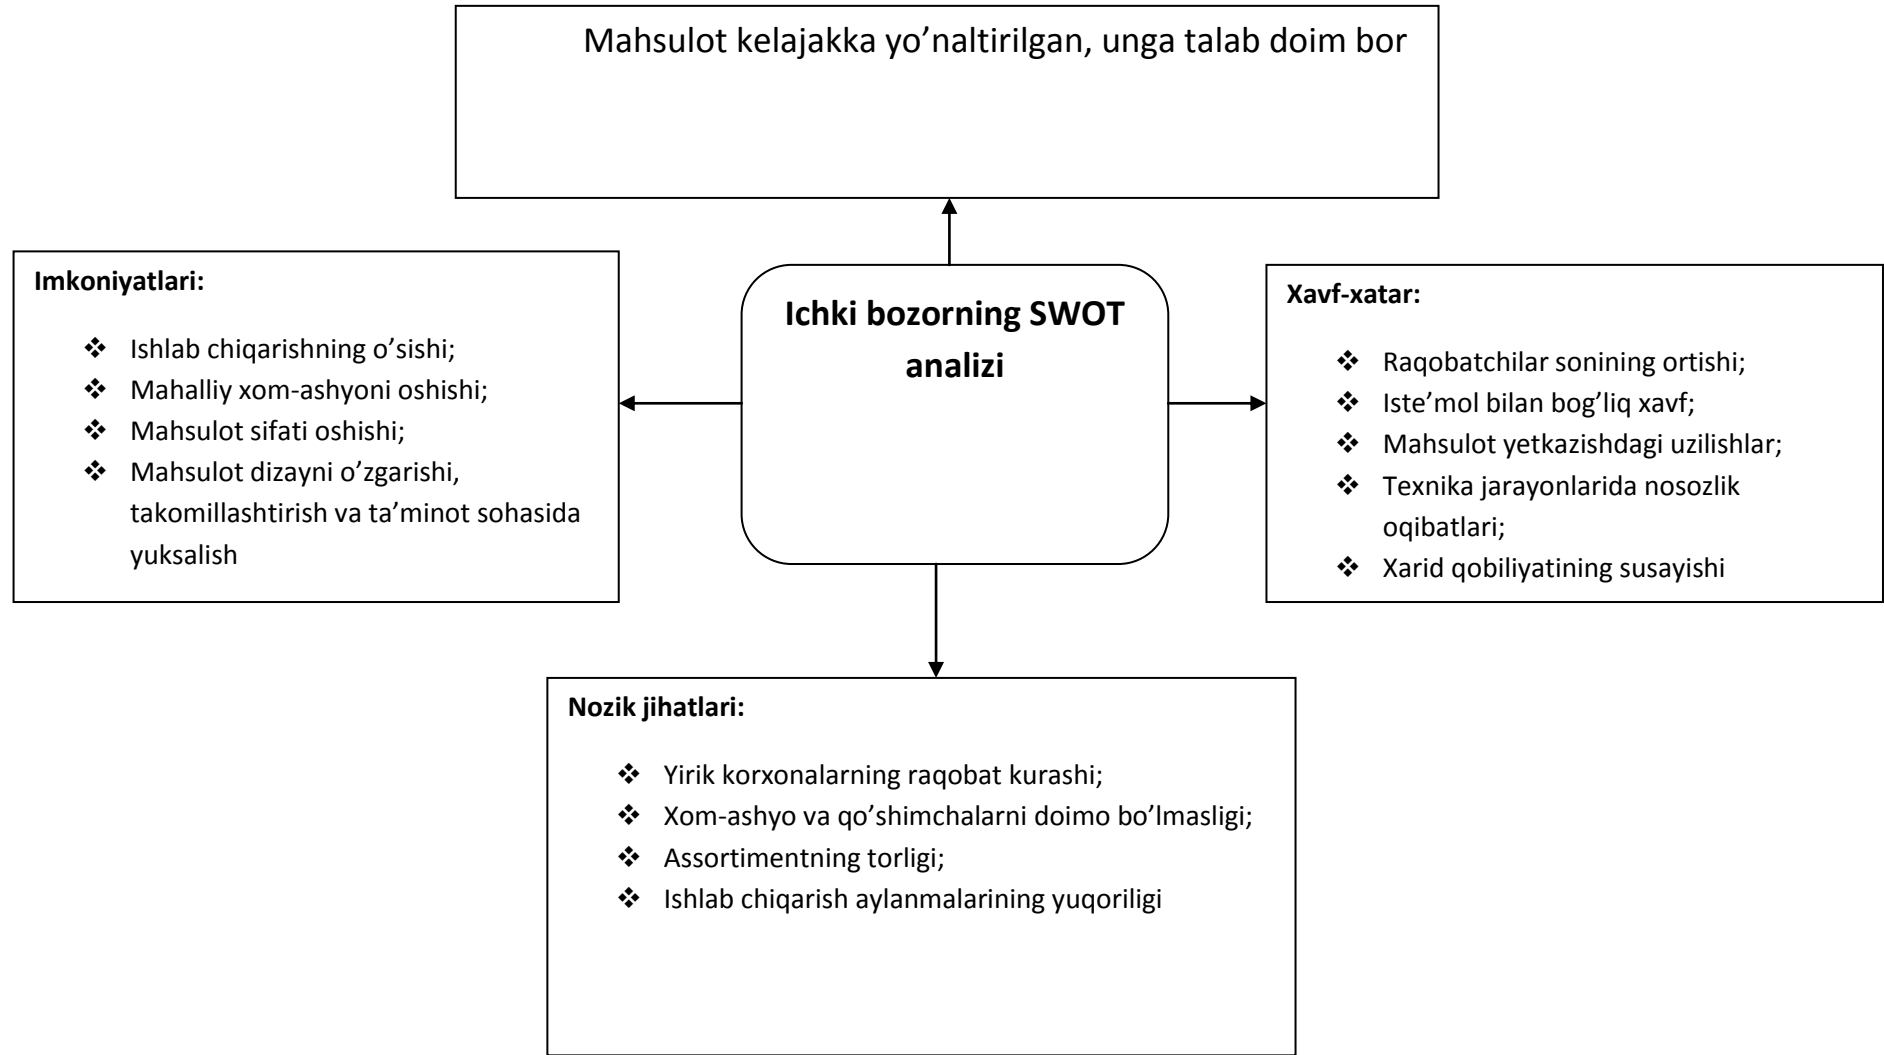 Mahsulot kelajakka yo’naltirilgan, unga talab doim bor
Imkoniyatlari:
❖ Ishlab chiqarishning o’sishi;
❖ Mahalliy xom-ashyoni oshishi;
❖ Mahsulot sifati oshishi;
❖ Mahsulot dizayni o’zgarishi,
takomillashtirish va ta’minot sohasida
yuksalish
Ichki bozorning SWOT
analizi
Xavf-xatar:
❖ Raqobatchilar sonining ortishi;
❖ Iste’mol bilan bog’liq xavf;
❖ Mahsulot yetkazishdagi uzilishlar;
❖ Texnika jarayonlarida nosozlik
oqibatlari;
❖ Xarid qobiliyatining susayishi
Nozik jihatlari:
❖ Yirik korxonalarning raqobat kurashi;
❖ Xom-ashyo va qo’shimchalarni doimo bo’lmasligi;
❖ Assortimentning torligi;
❖ Ishlab chiqarish aylanmalarining yuqoriligi